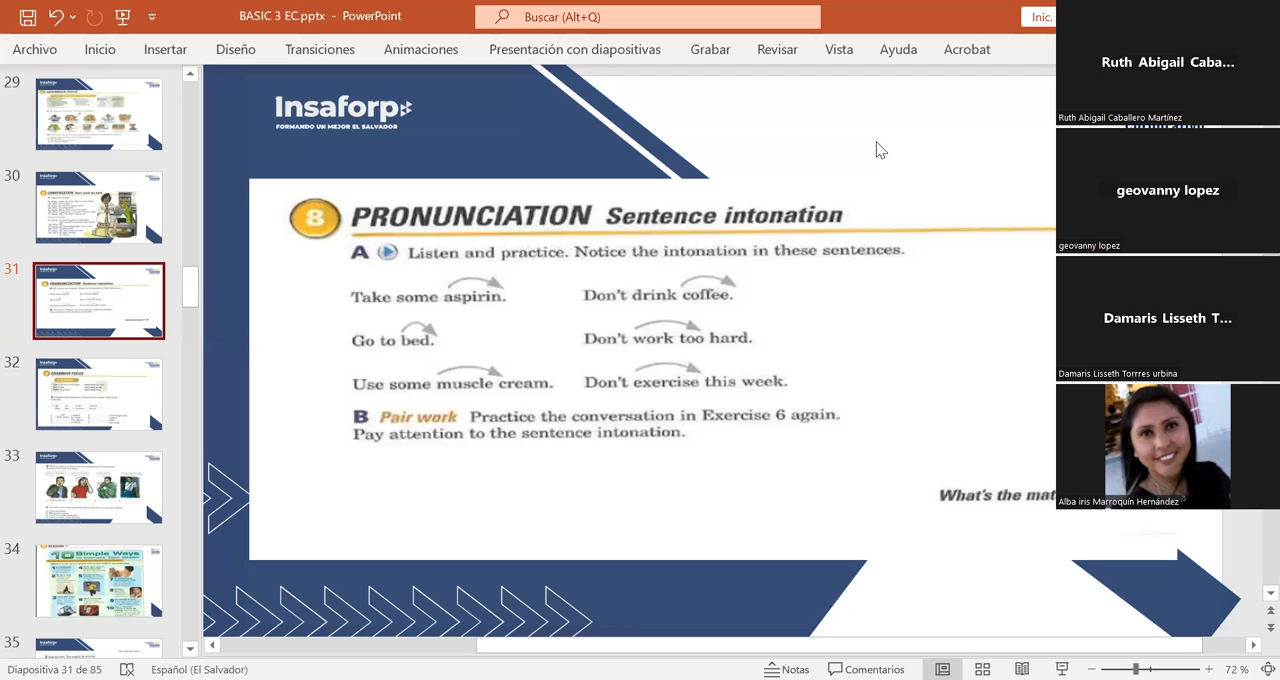 BASIC 3 EC.pptx - PowerPoint
Buscar (Alt+Q)
Inic.
Archivo Inicio Insertar Diseño Transiciones Animaciones Presentación con diapositivas Grabar Revisar Vista Ayuda Acrobat
29
30
31
32
33
34
35
Insaforp
FORMANDO UN MEJOR EL SALVADOR
8 PRONUNCATION Sentence intonation
A Listen and practice. Notice the intonation in these sentences.
Take some aspirin. Don't drink coffee.
Go to bed. Don't work too hard.
Use some muscle cream. Don't exercise this week.
B Pair work Practice the conversation in Exercise 6 again.
Pay attention to the sentence intonation.
What's the mat
Ruth Abigail Caba...
Ruth Abigail Caballero Martínez
geovanny lopez
geovanny lopez
Damaris Lisseth T...
Damaris Lisseth Torrres urbina
Alba iris Marroquín Hernández
Diapositiva 31 de 85 Español (El Salvador) Notas Comentarios 72 %